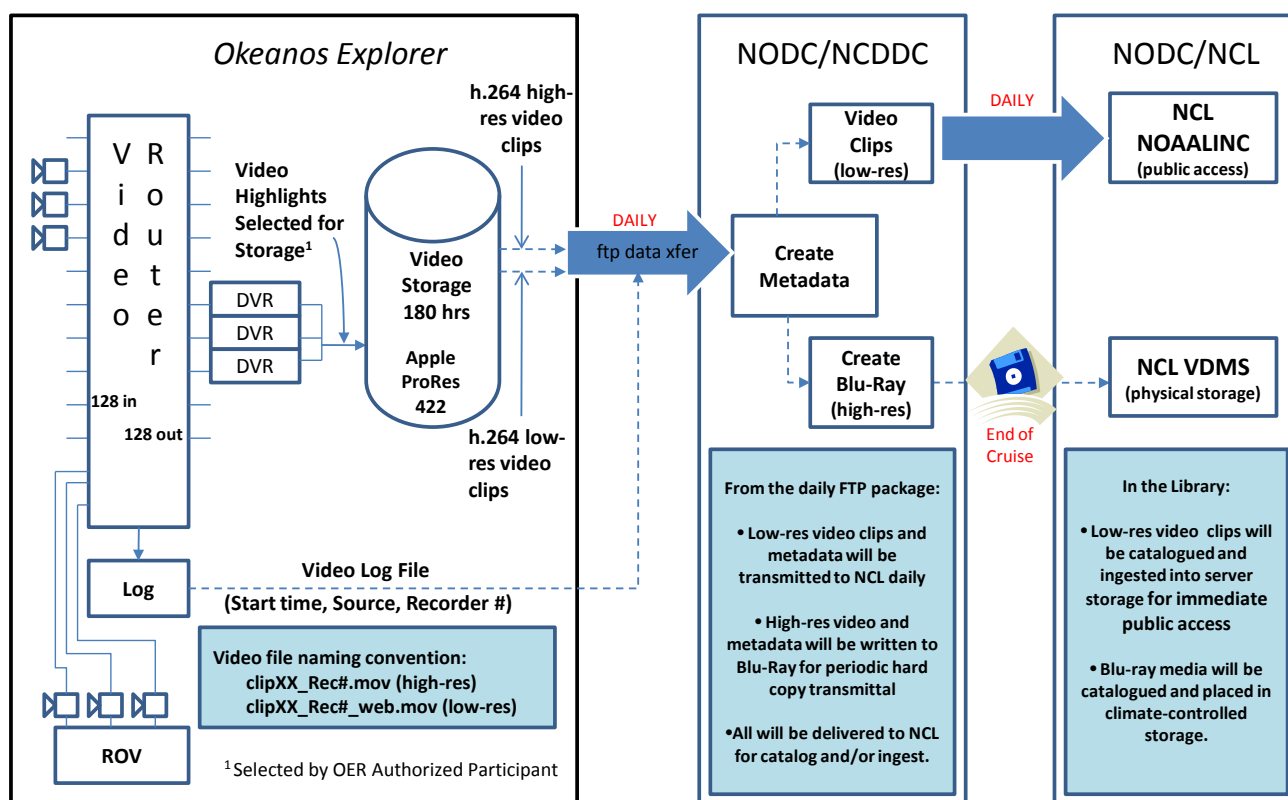 Okeanos Explorer
Video
Router
128 in
128 out
Video
Highlights
Selected for
Storage1
DVR
DVR
DVR
h.264 high-
res video
clips
Video
Storage
180 hrs
Apple
ProRes
422
h.264 low-
res video
clips
Log
Video Log File
(Start time, Source, Recorder #)
Video file naming convention:
clipXX_Rec#.mov (high-res)
clipXX_Rec#_web.mov (low-res)
ROV
1 Selected by OER Authorized Participant
DAILY
ftp data xfer
NODC/NCDDC
Video
Clips
(low-res)
Create
Metadata
Create
Blu-Ray
(high-res)
From the daily FTP package:
• Low-res video clips and
metadata will be
transmitted to NCL daily
• High-res video and
metadata will be written to
Blu-Ray for periodic hard
copy transmittal
•All will be delivered to NCL
for catalog and/or ingest.
DAILY
End of
Cruise
NODC/NCL
NCL
NOAALINC
(public access)
NCL VDMS
(physical storage)
In the Library:
• Low-res video clips will
be catalogued and
ingested into server
storage for immediate
public access
• Blu-ray media will be
catalogued and placed in
climate-controlled
storage.